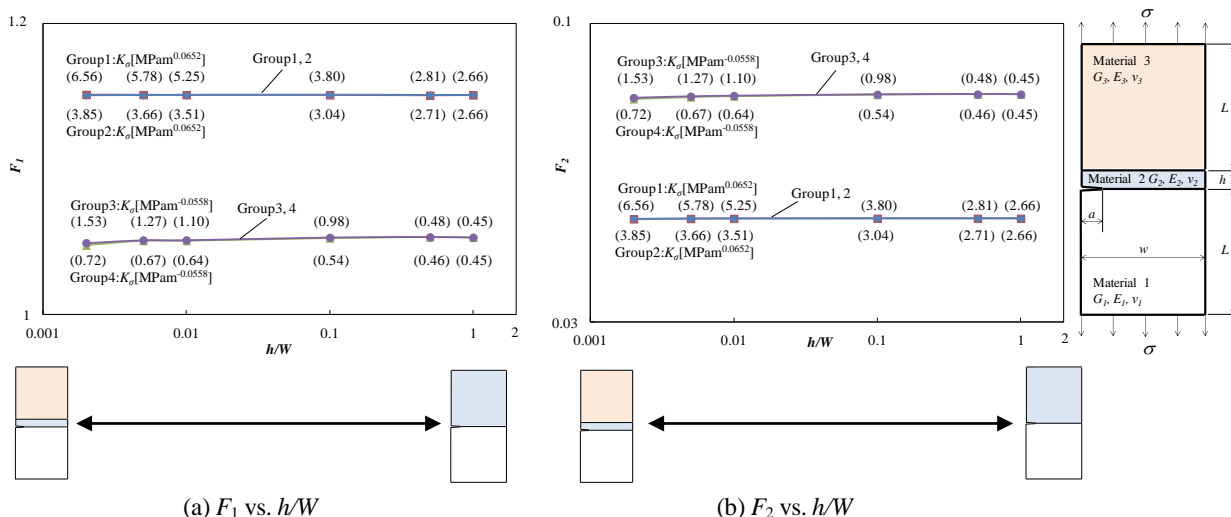 1.2
Group1:Kσ[MPam^0.0652]
Group1, 2
(6.56) (5.78) (5.25) (3.80) (2.81) (2.66)
(3.85) (3.66) (3.51) (3.04) (2.71) (2.66)
Group2:Kσ[MPam^0.0652]
F1
Group3:Kσ[MPam^-0.0558]
Group3, 4
(1.53) (1.27) (1.10) (0.98) (0.48) (0.45)
(0.72) (0.67) (0.64) (0.54) (0.46) (0.45)
Group4:Kσ[MPam^-0.0558]
1
0.001 0.01 0.1 1 2
h/W
(a) F1 vs. h/W
0.1
Group3:Kσ[MPam^-0.0558]
Group3, 4
(1.53) (1.27) (1.10) (0.98) (0.48) (0.45)
(0.72) (0.67) (0.64) (0.54) (0.46) (0.45)
Group4:Kσ[MPam^-0.0558]
F2
Group1:Kσ[MPam^0.0652]
Group1, 2
(6.56) (5.78) (5.25) (3.80) (2.81) (2.66)
(3.85) (3.66) (3.51) (3.04) (2.71) (2.66)
Group2:Kσ[MPam^0.0652]
0.03
0.001 0.01 0.1 1 2
h/W
(b) F2 vs. h/W
σ
Material 3
G3, E3, ν3
L
Material 2 G2, E2, ν2
h
a
w
L
Material 1
G1, E1, ν1
σ